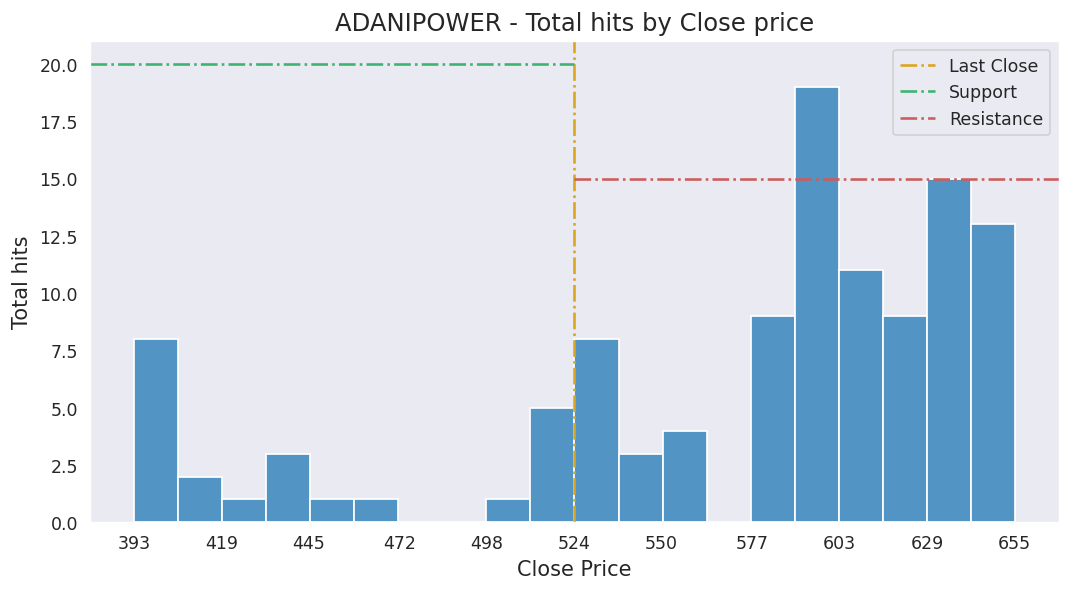 ADANIPOWER - Total hits by Close price
Last Close
Support
Resistance
Total hits
20.0
17.5
15.0
12.5
10.0
7.5
5.0
2.5
0.0
393 419 445 472 498 524 550 577 603 629 655
Close Price